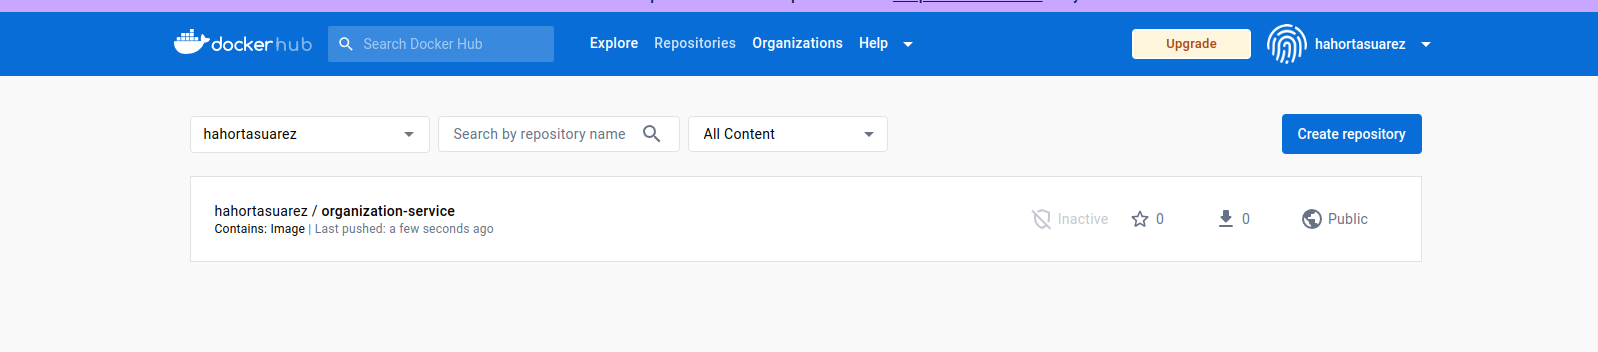 dockerhub
Search Docker Hub
Explore Repositories Organizations Help
Upgrade
hahortasuarez
hahortasuarez
Search by repository name
All Content
Create repository
hahortasuarez / organization-service
Contains: Image | Last pushed: a few seconds ago
Inactive
0
0
Public